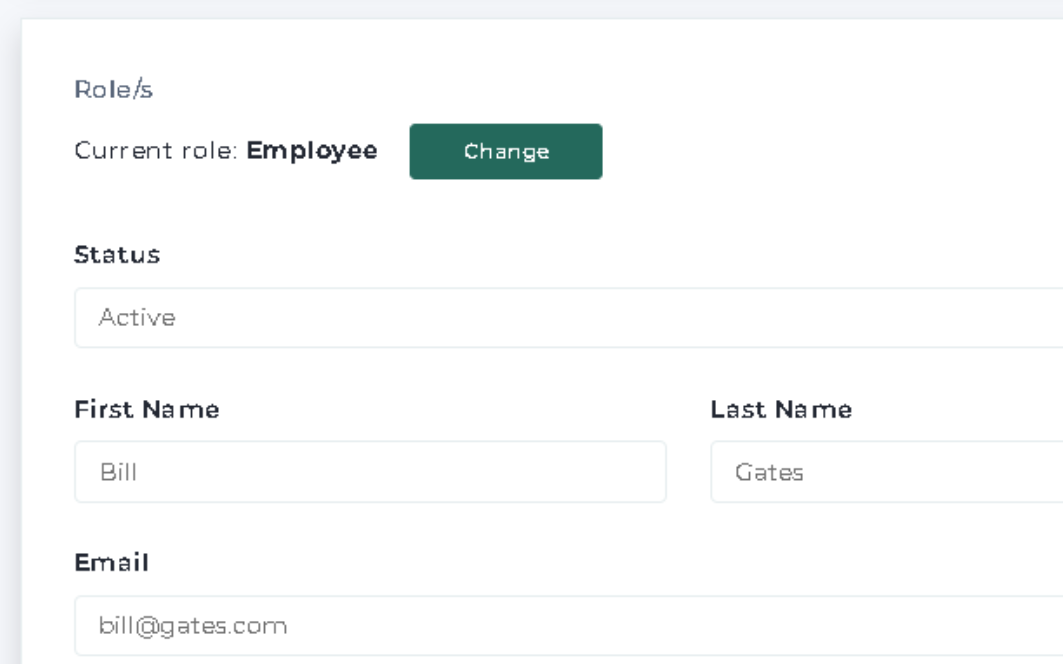 Role/s
Current role: Employee Change
Status
Active
First Name Last Name
Bill Gates
Email
bill@gates.com